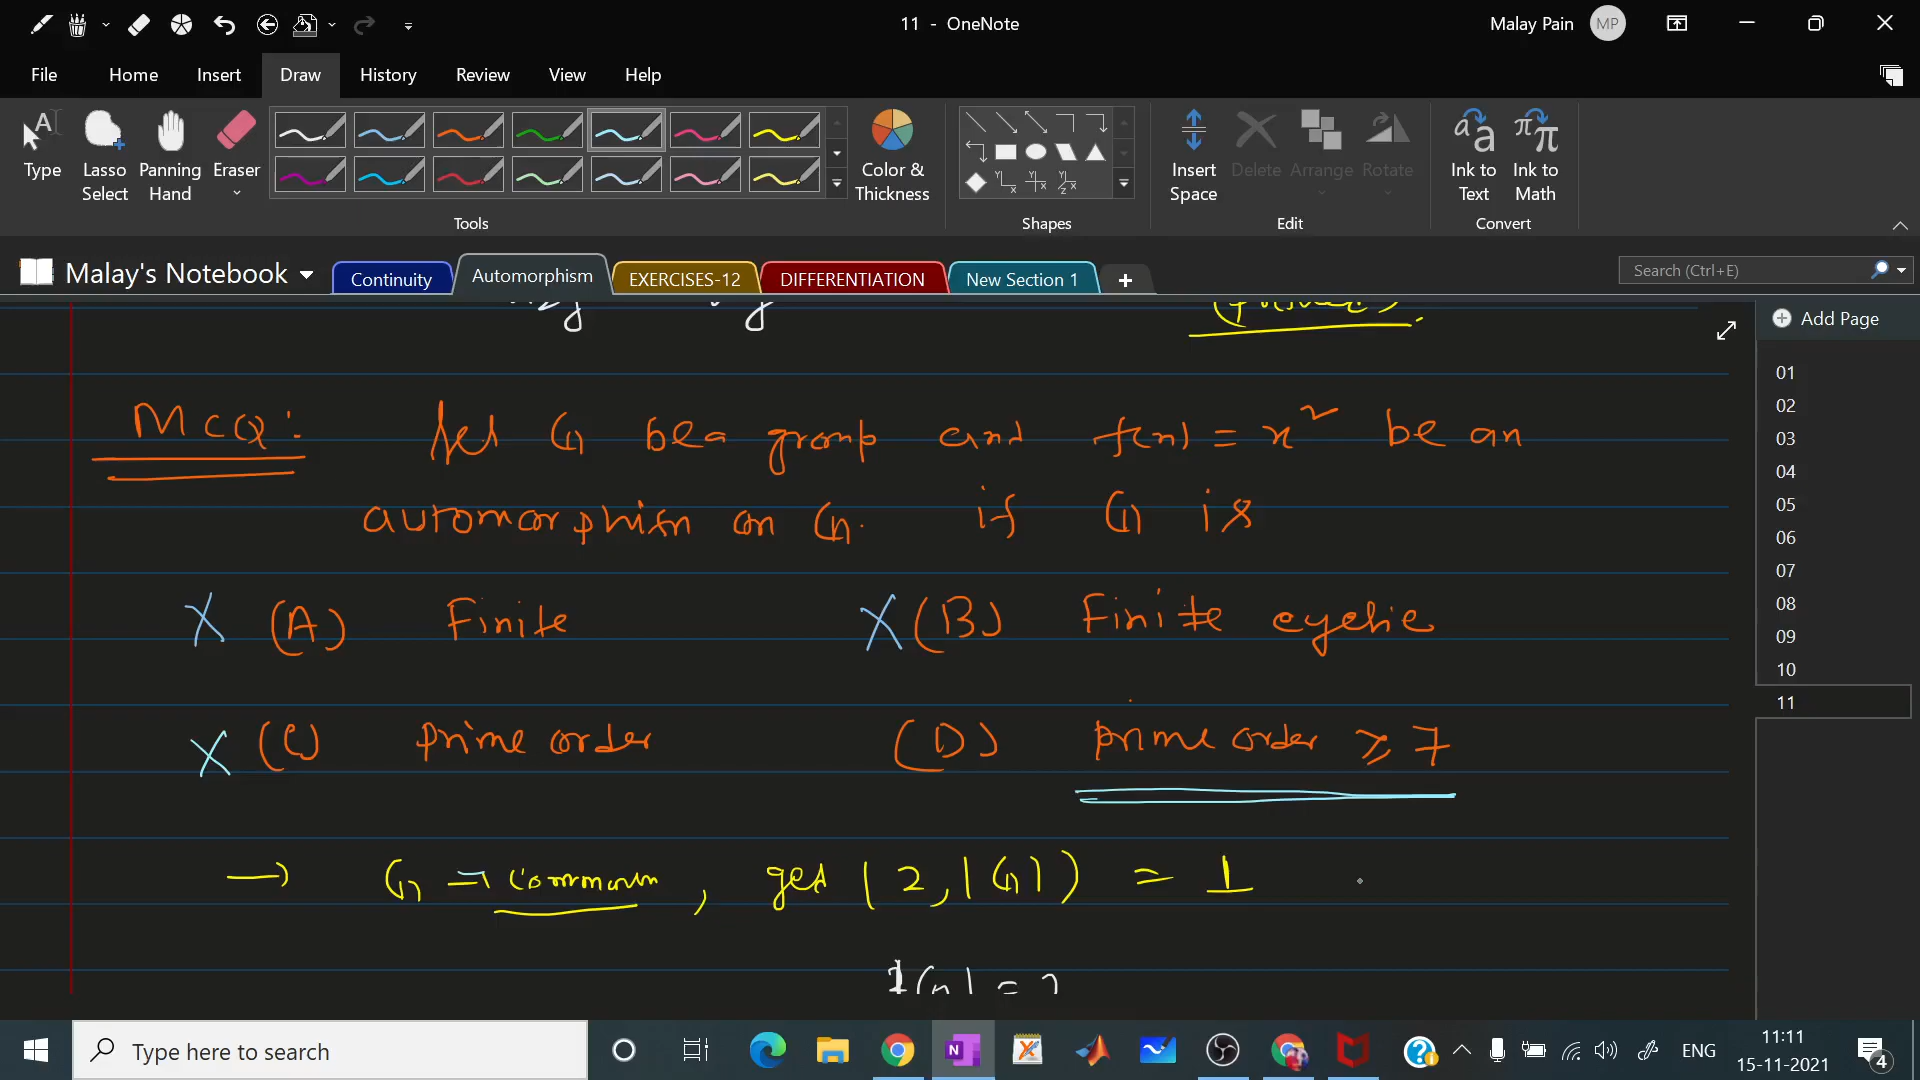 11 - OneNote
Malay Pain MP
File Home Insert Draw History Review View Help
Type
Lasso Select
Panning Hand
Eraser
Color & Thickness
Insert Space
Delete
Arrange
Rotate
Ink to Text
Ink to Math
Tools Shapes Edit Convert
Malay's Notebook Continuity Automorphism EXERCISES-12 DIFFERENTIATION New Section 1 + Search (Ctrl+E)
Add Page
01
02
03
04
05
06
07
08
09
10
11
MCQ: Let G be a group and f(x) = x² be an
automorphism on G. if G is
X (A) Finite X (B) Finite cyclic
X (C) prime order (D) prime order ≥ 7
→ G → commun, gcd (2, |G|) = 1
Type here to search
ENG
11:11
15-11-2021
4